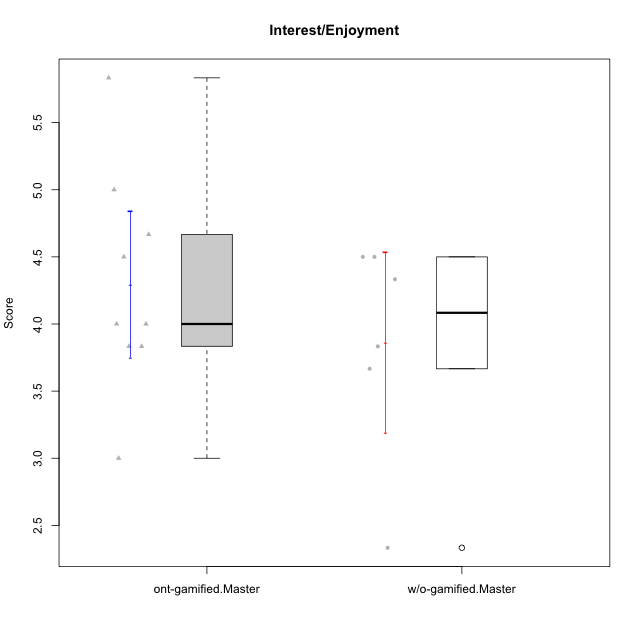 Interest/Enjoyment
5.5
5.0
4.5
4.0
3.5
3.0
2.5
Score
ont-gamified.Master
w/o-gamified.Master